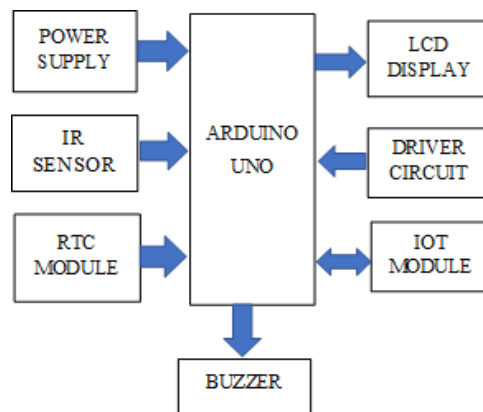 POWER
SUPPLY
LCD
DISPLAY
ARDUINO
UNO
IR
SENSOR
DRIVER
CIRCUIT
RTC
MODULE
IOT
MODULE
BUZZER